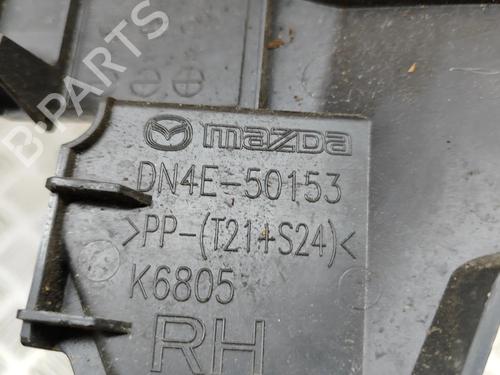 mazda
DN4E-50153
>PP-(T21+S24)<
K6805
RH
B-PARTS